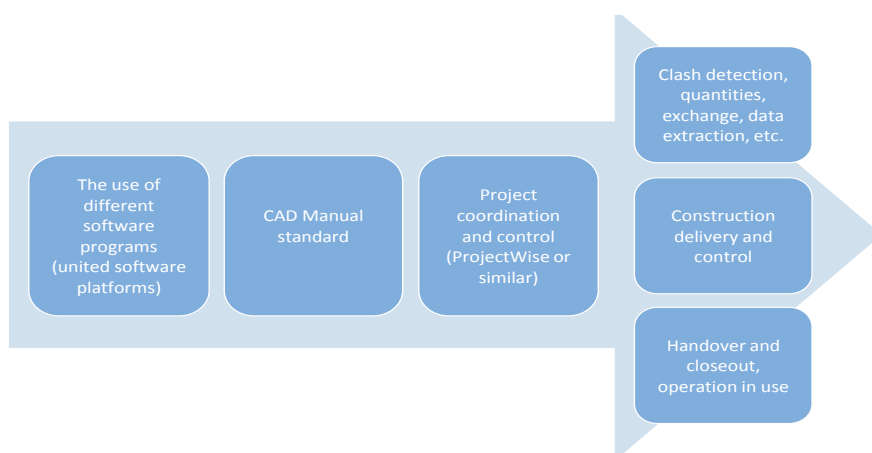 The use of
different
software
programs
(united software
platforms)
CAD Manual
standard
Project
coordination
and control
(ProjectWise or
similar)
Clash detection,
quantities,
exchange, data
extraction, etc.
Construction
delivery and
control
Handover and
closeout,
operation in use